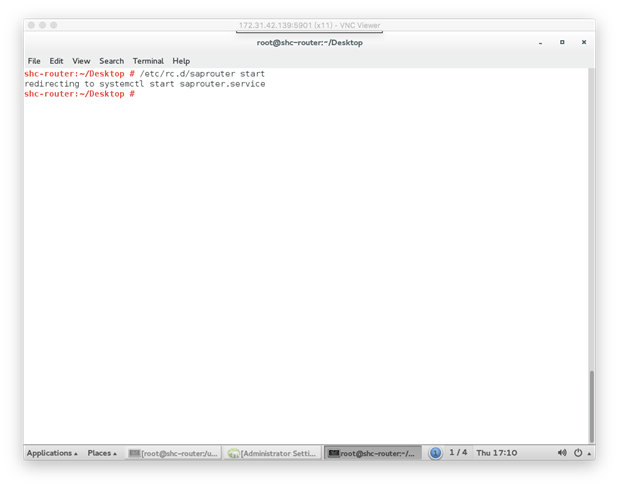 172.31.42.139:5901 (x11) - VNC Viewer
root@shc-router:~/Desktop
File Edit View Search Terminal Help
shc-router:~/Desktop # /etc/rc.d/saprouter start
redirecting to systemctl start saprouter.service
shc-router:~/Desktop #
Applications Places [root@shc-router:/u... [Administrator Setti... root@shc-router:~/... 1 / 4 Thu 17:10